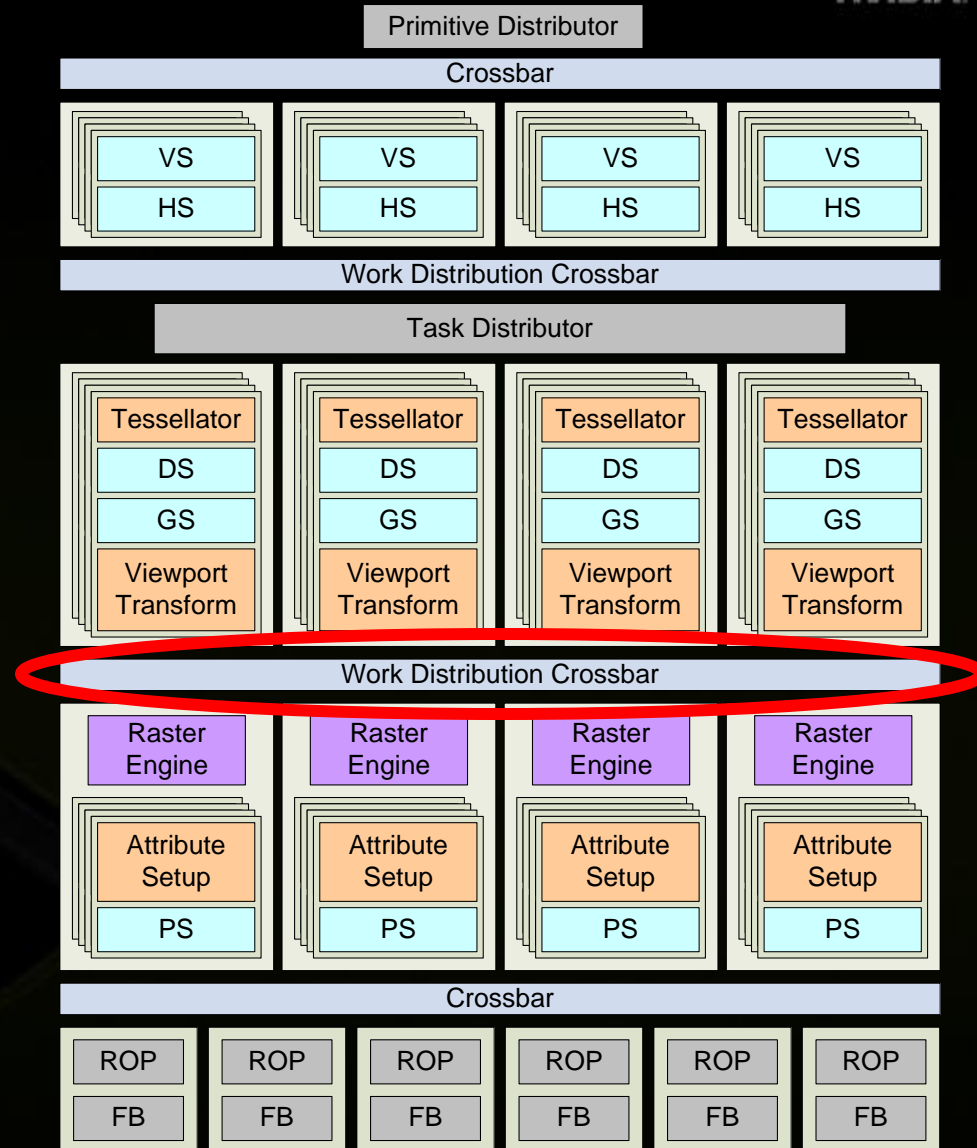 Primitive Distributor
Crossbar
VS VS VS VS
HS HS HS HS
Work Distribution Crossbar
Task Distributor
Tessellator Tessellator Tessellator Tessellator
DS DS DS DS
GS GS GS GS
Viewport Viewport Viewport Viewport
Transform Transform Transform Transform
Work Distribution Crossbar
Raster Raster Raster Raster
Engine Engine Engine Engine
Attribute Attribute Attribute Attribute
Setup Setup Setup Setup
PS PS PS PS
Crossbar
ROP ROP ROP ROP ROP ROP
FB FB FB FB FB FB